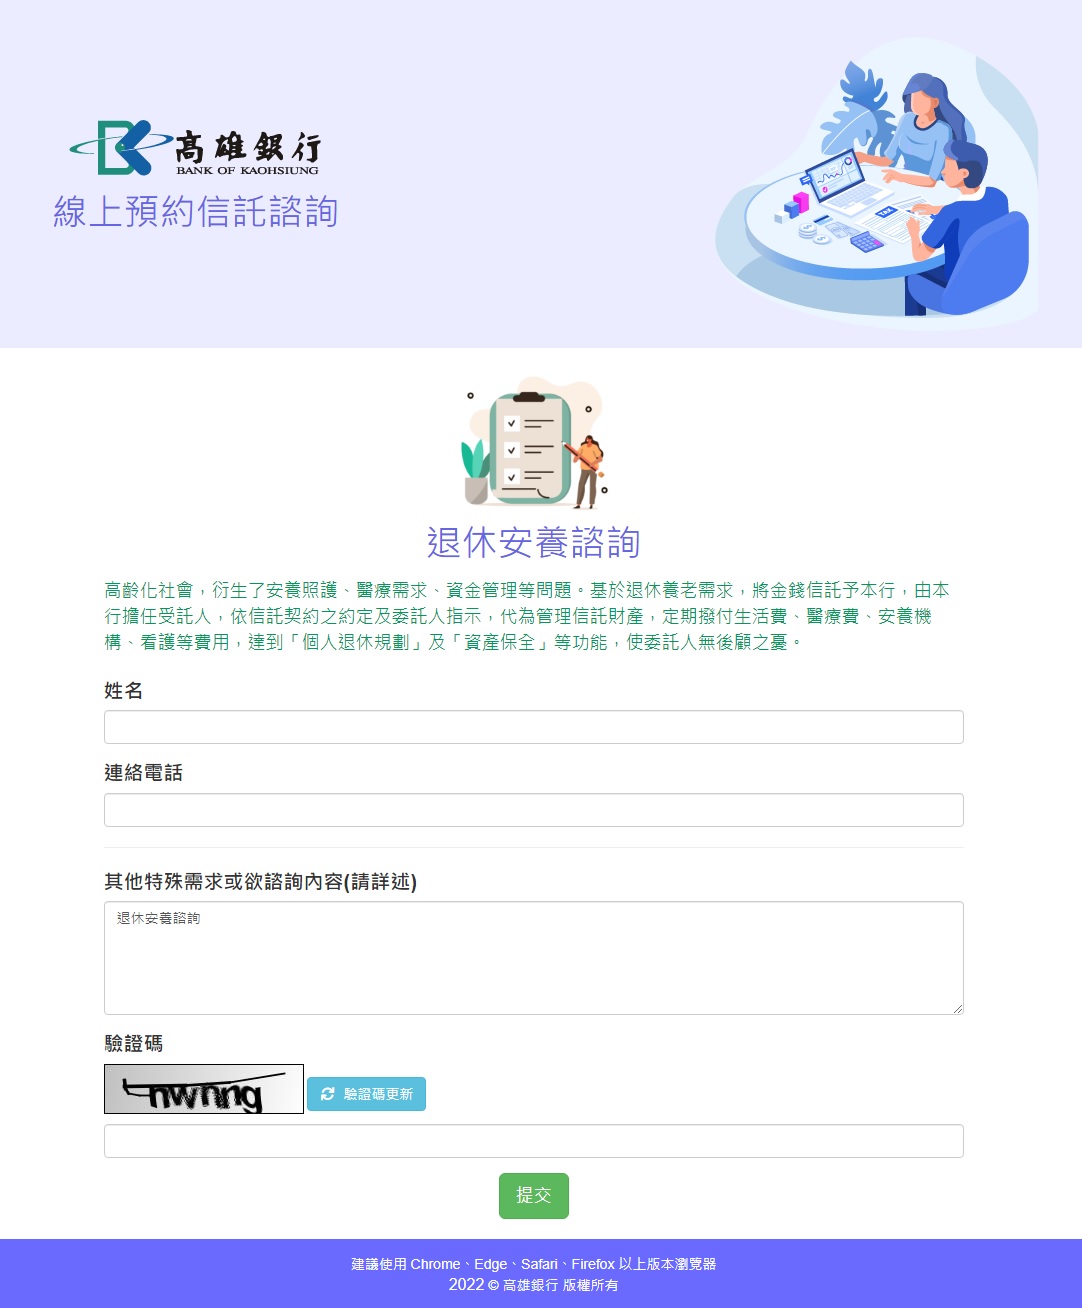 高雄銀行
BANK OF KAOHSIUNG
線上預約信託諮詢
TAX
退休安養諮詢
高齡化社會，衍生了安養照護、醫療需求、資金管理等問題。基於退休養老需求，將金錢信託予本行，由本
行擔任受託人，依信託契約之約定及委託人指示，代為管理信託財產，定期撥付生活費、醫療費、安養機
構、看護等費用，達到「個人退休規劃」及「資產保全」等功能，使委託人無後顧之憂。
姓名
連絡電話
其他特殊需求或欲諮詢內容(請詳述)
退休安養諮詢
驗證碼
驗證碼更新
提交
建議使用 Chrome、Edge、Safari、Firefox 以上版本瀏覽器
2022 © 高雄銀行 版權所有